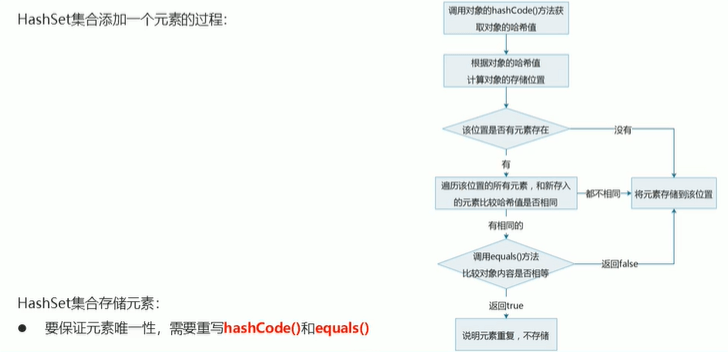 HashSet集合添加一个元素的过程：
调用对象的hashCode()方法获
取对象的哈希值
根据对象的哈希值
计算对象的存储位置
该位置是否有元素存在
没有
有
遍历该位置的所有元素，和新存入
的元素比较哈希值是否相同
都不相同
将元素存储到该位置
有相同的
调用equals()方法
比较对象内容是否相等
返回false
返回true
说明元素重复，不存储
HashSet集合存储元素：
● 要保证元素唯一性，需要重写hashCode()和equals()